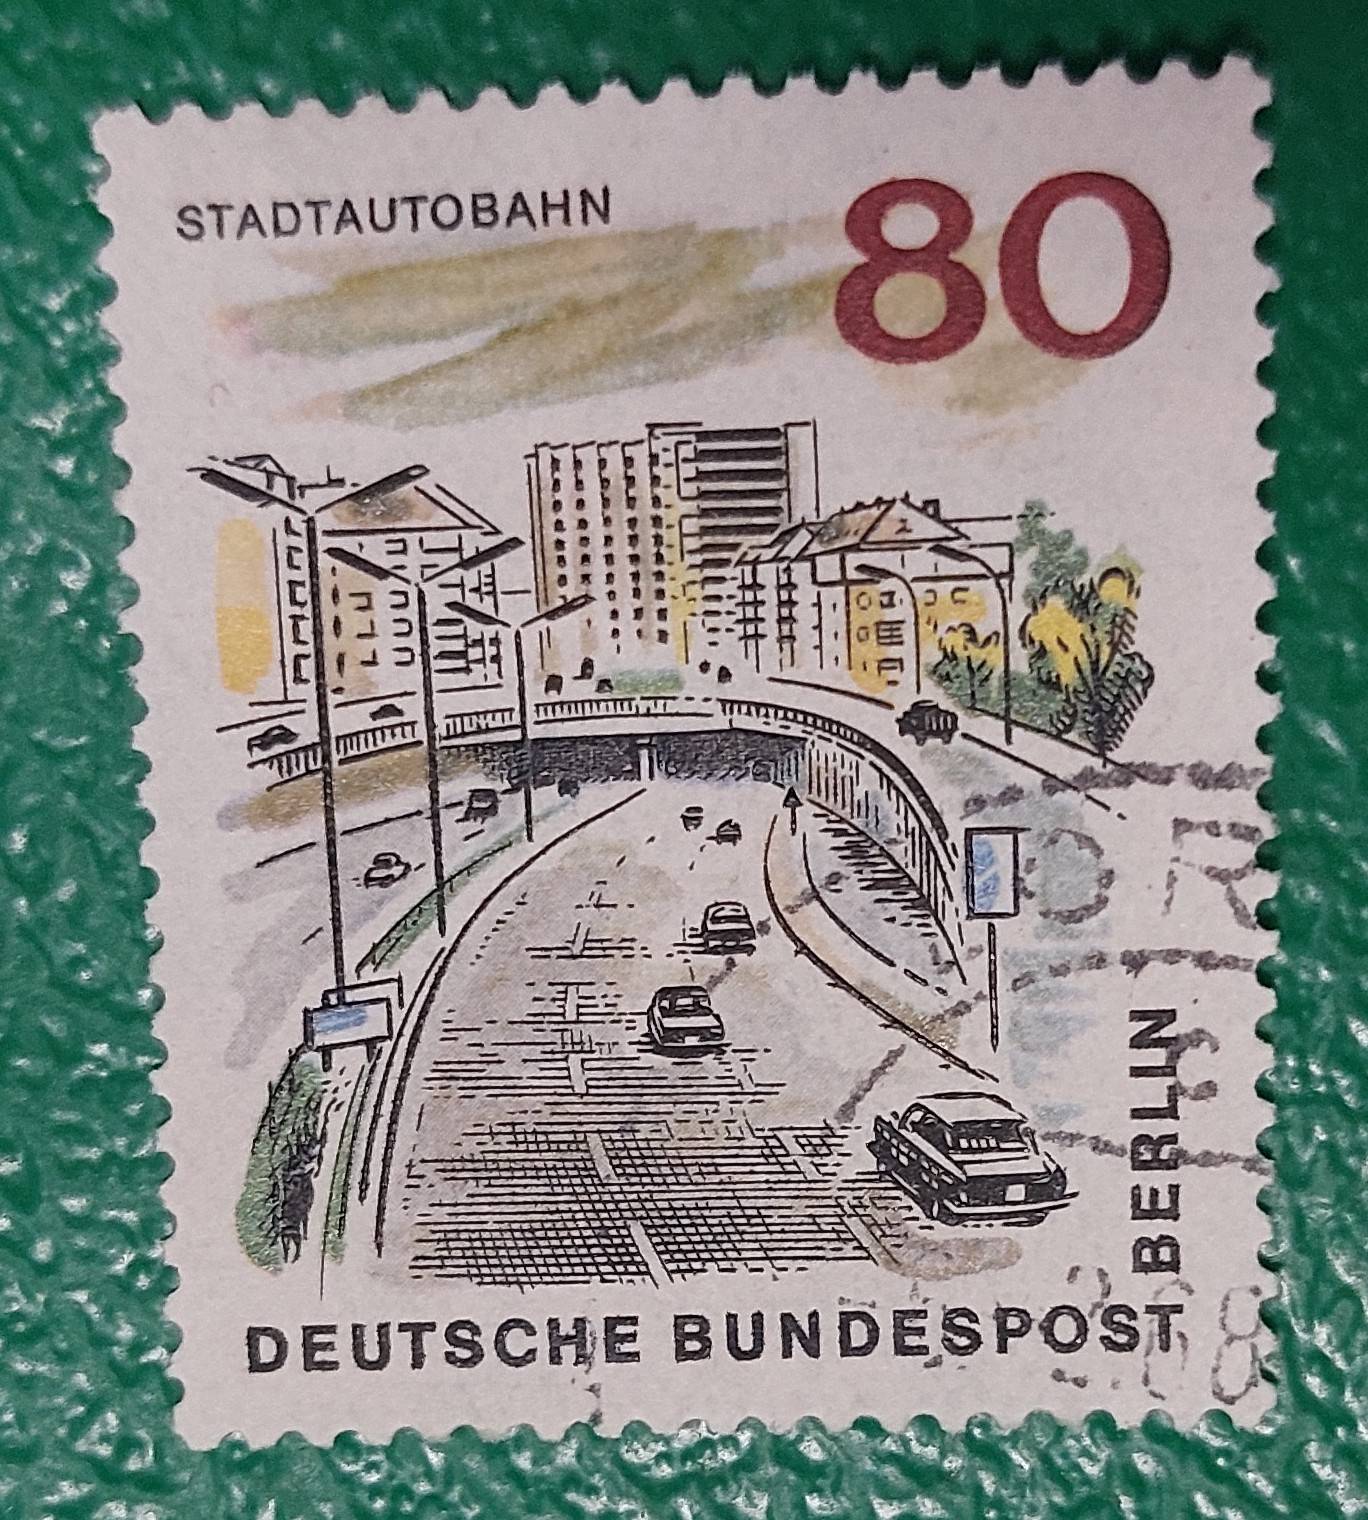 STADTAUTOBAHN
80
BERLIN
DEUTSCHE BUNDESPOST